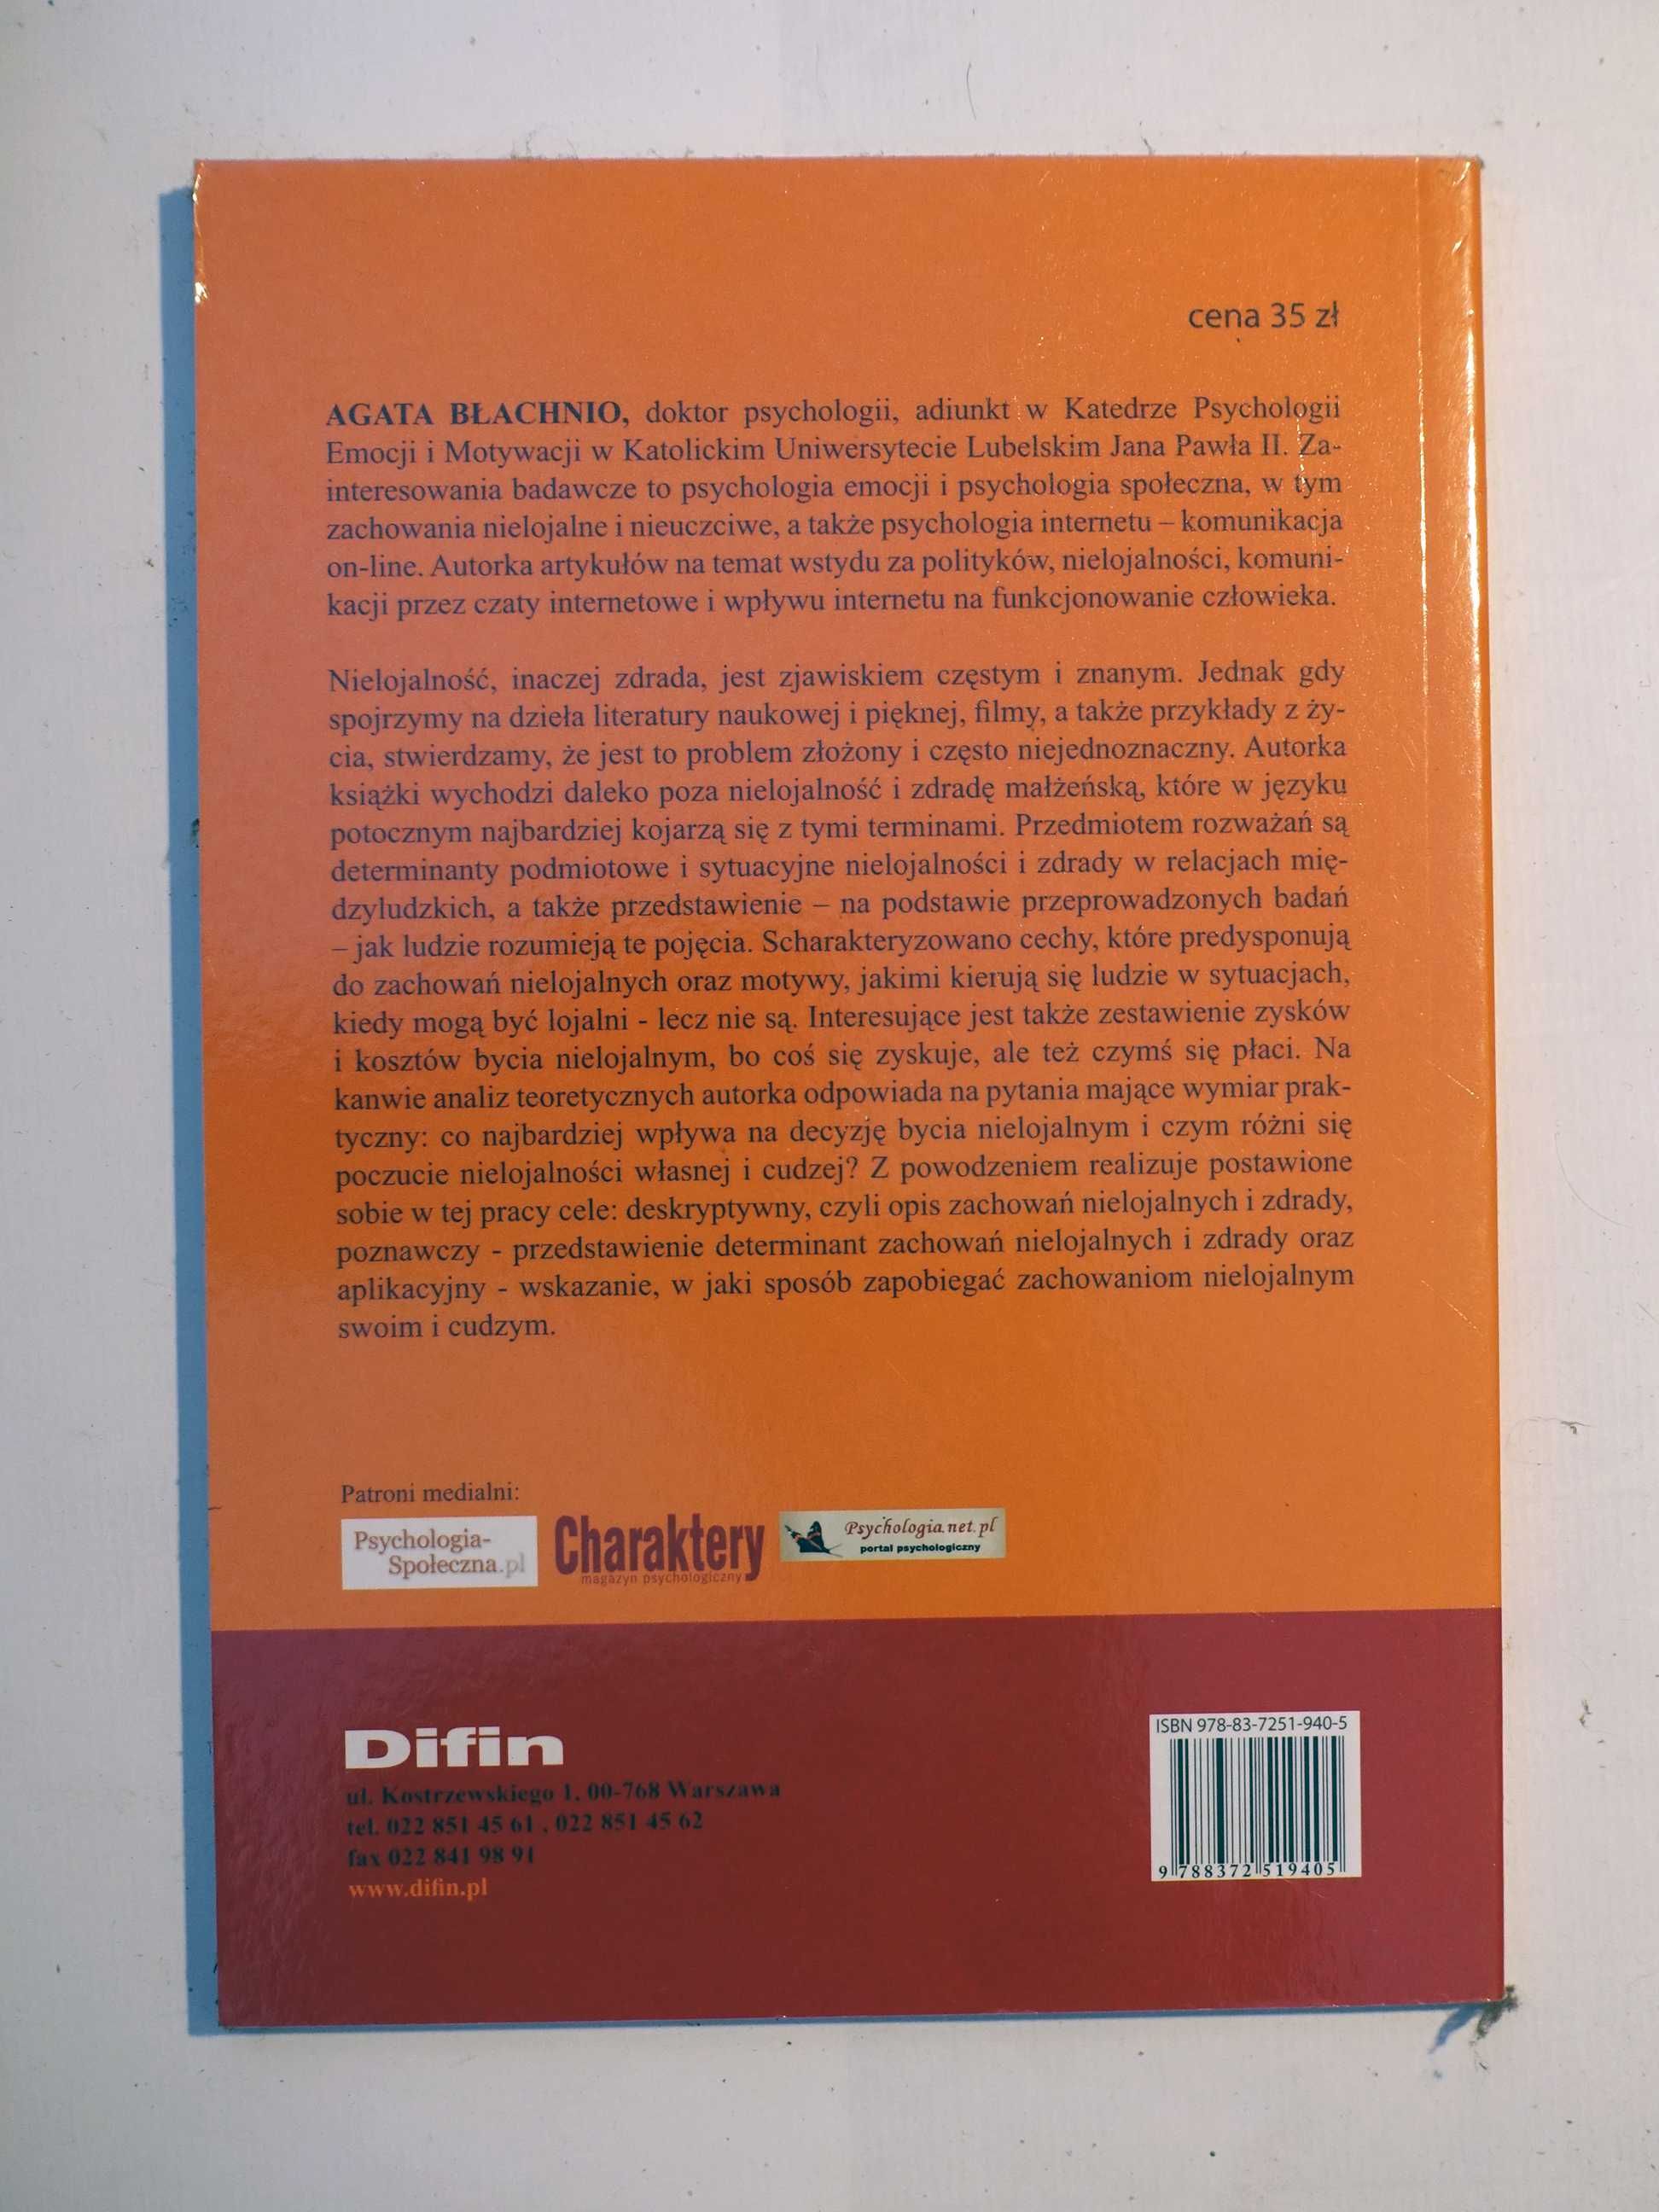 cena 35 zł
AGATA BŁACHNIO, doktor psychologii, adiunkt w Katedrze Psychologii
Emocji i Motywacji w Katolickim Uniwersytecie Lubelskim Jana Pawła II. Za-
interesowania badawcze to psychologia emocji i psychologia społeczna, w tym
zachowania nielojalne i nieuczciwe, a także psychologia internetu – komunikacja
on-line. Autorka artykułów na temat wstydu za polityków, nielojalności, komuni-
kacji przez czaty internetowe i wpływu internetu na funkcjonowanie człowieka.
Nielojalność, inaczej zdrada, jest zjawiskiem częstym i znanym. Jednak gdy
spojrzymy na dzieła literatury naukowej i pięknej, filmy, a także przykłady z ży-
cia, stwierdzamy, że jest to problem złożony i często niejednoznaczny. Autorka
książki wychodzi daleko poza nielojalność i zdradę małżeńską, które w języku
potocznym najbardziej kojarzą się z tymi terminami. Przedmiotem rozważań są
determinanty podmiotowe i sytuacyjne nielojalności i zdrady w relacjach mię-
dzyludzkich, a także przedstawienie – na podstawie przeprowadzonych badań
– jak ludzie rozumieją te pojęcia. Scharakteryzowano cechy, które predysponują
do zachowań nielojalnych oraz motywy, jakimi kierują się ludzie w sytuacjach,
kiedy mogą być lojalni - lecz nie są. Interesujące jest także zestawienie zysków
i kosztów bycia nielojalnym, bo coś się zyskuje, ale też czymś się płaci. Na
kanwie analiz teoretycznych autorka odpowiada na pytania mające wymiar prak-
tyczny: co najbardziej wpływa na decyzję bycia nielojalnym i czym różni się
poczucie nielojalności własnej i cudzej? Z powodzeniem realizuje postawione
sobie w tej pracy cele: deskryptywny, czyli opis zachowań nielojalnych i zdrady,
poznawczy - przedstawienie determinant zachowań nielojalnych i zdrady oraz
aplikacyjny - wskazanie, w jaki sposób zapobiegać zachowaniom nielojalnym
swoim i cudzym.
Patroni medialni:
Psychologia-
Społeczna.pl
Charaktery
magazyn psychologiczny
Psychologia.net.pl
portal psychologiczny
Difin
ul. Kostrzewskiego 1, 00-768 Warszawa
tel. 022 851 45 61 , 022 851 45 62
fax 022 841 98 91
www.difin.pl
ISBN 978-83-7251-940-5
9 788372 519405